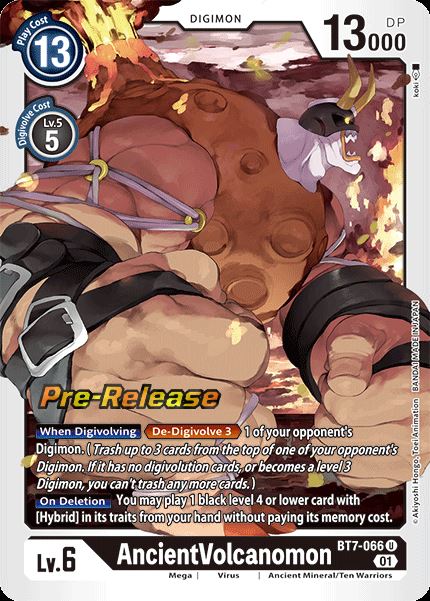 Play Cost
13
DIGIMON
DP
13000
koki
Digivolve Cost
Lv.5
5
Pre-Release
When Digivolving De-Digivolve 3 1 of your opponent's
Digimon. (Trash up to 3 cards from the top of one of your opponent's
Digimon. If it has no digivolution cards, or becomes a level 3
Digimon, you can't trash any more cards.)
On Deletion You may play 1 black level 4 or lower card with
[Hybrid] in its traits from your hand without paying its memory cost.
©Akiyoshi Hongo, Toei Animation BANDAI MADE IN JAPAN
Lv.6
AncientVolcanomon
BT7-066 U
01
Mega Virus Ancient Mineral/Ten Warriors